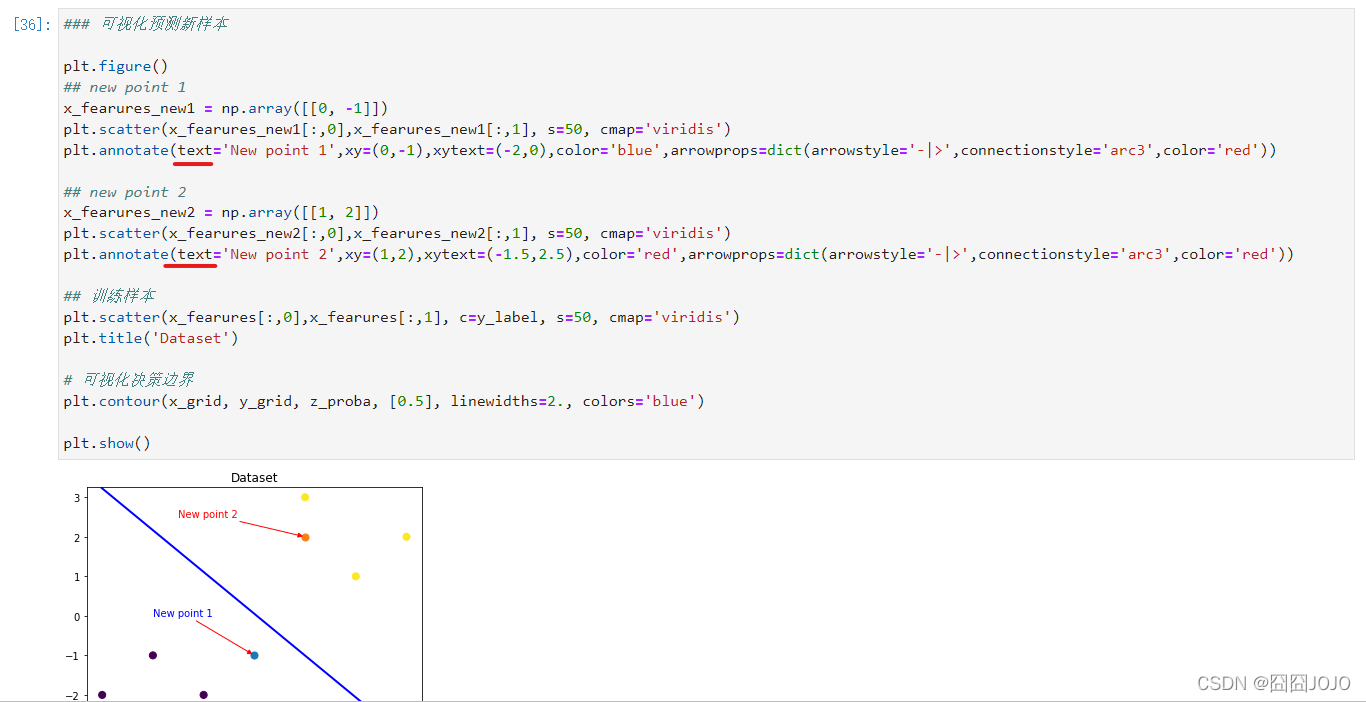 [36]: ### 可视化预测新样本
plt.figure()
## new point 1
x_fearures_new1 = np.array([[0, -1]])
plt.scatter(x_fearures_new1[:,0],x_fearures_new1[:,1], s=50, cmap='viridis')
plt.annotate(text='New point 1',xy=(0,-1),xytext=(-2,0),color='blue',arrowprops=dict(arrowstyle='-|>',connectionstyle='arc3',color='red'))
## new point 2
x_fearures_new2 = np.array([[1, 2]])
plt.scatter(x_fearures_new2[:,0],x_fearures_new2[:,1], s=50, cmap='viridis')
plt.annotate(text='New point 2',xy=(1,2),xytext=(-1.5,2.5),color='red',arrowprops=dict(arrowstyle='-|>',connectionstyle='arc3',color='red'))
## 训练样本
plt.scatter(x_fearures[:,0],x_fearures[:,1], c=y_label, s=50, cmap='viridis')
plt.title('Dataset')
# 可视化决策边界
plt.contour(x_grid, y_grid, z_proba, [0.5], linewidths=2., colors='blue')
plt.show()
Dataset
3
New point 2
2
1
0
New point 1
−1
−2
CSDN @囧囧JOJO